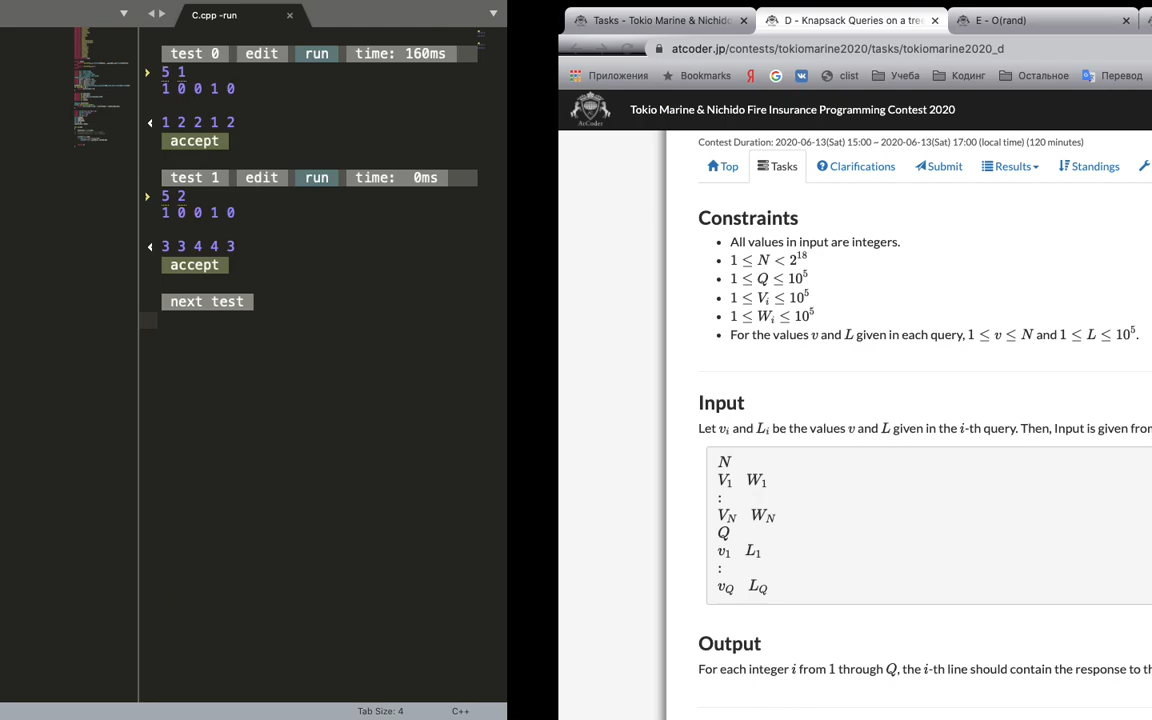 C.cpp -run
test 0 edit run time: 160ms
5 1
1 0 0 1 0
1 2 2 1 2
accept
test 1 edit run time: 0ms
5 2
1 0 0 1 0
3 3 4 4 3
accept
next test
Tab Size: 4 C++
Tasks - Tokio Marine & Nichido
D - Knapsack Queries on a tree
E - O(rand)
atcoder.jp/contests/tokiomarine2020/tasks/tokiomarine2020_d
Приложения Bookmarks clist Учеба Кодинг Остальное Перевод
Tokio Marine & Nichido Fire Insurance Programming Contest 2020
Contest Duration: 2020-06-13(Sat) 15:00 ~ 2020-06-13(Sat) 17:00 (local time) (120 minutes)
Top Tasks Clarifications Submit Results Standings
Constraints
• All values in input are integers.
• 1 ≤ N < 2^18
• 1 ≤ Q ≤ 10^5
• 1 ≤ V_i ≤ 10^5
• 1 ≤ W_i ≤ 10^5
• For the values v and L given in each query, 1 ≤ v ≤ N and 1 ≤ L ≤ 10^5.
Input
Let v_i and L_i be the values v and L given in the i-th query. Then, Input is given from
N
V_1 W_1
:
V_N W_N
Q
v_1 L_1
:
v_Q L_Q
Output
For each integer i from 1 through Q, the i-th line should contain the response to th